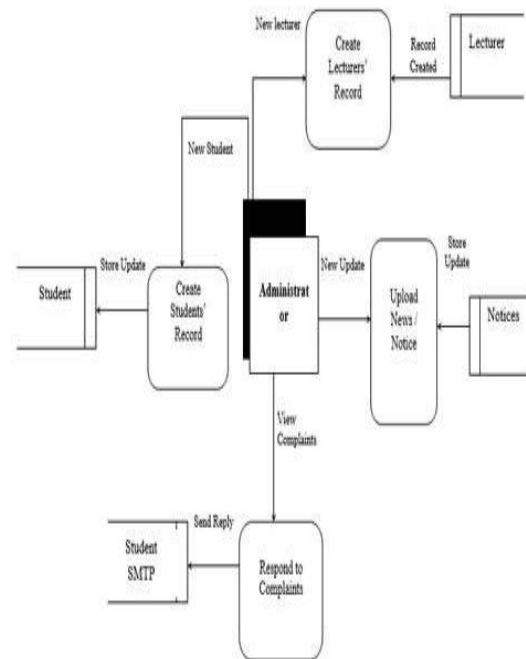 New lecturer
Create
Lecturers'
Record
Record
Created
Lecturer
New Student
Store Update
Student
Create
Students'
Record
Administrat
or
New Update
Upload
News /
Notice
Store
Update
Notices
View
Complaints
Send Reply
Student
SMTP
Respond to
Complaints